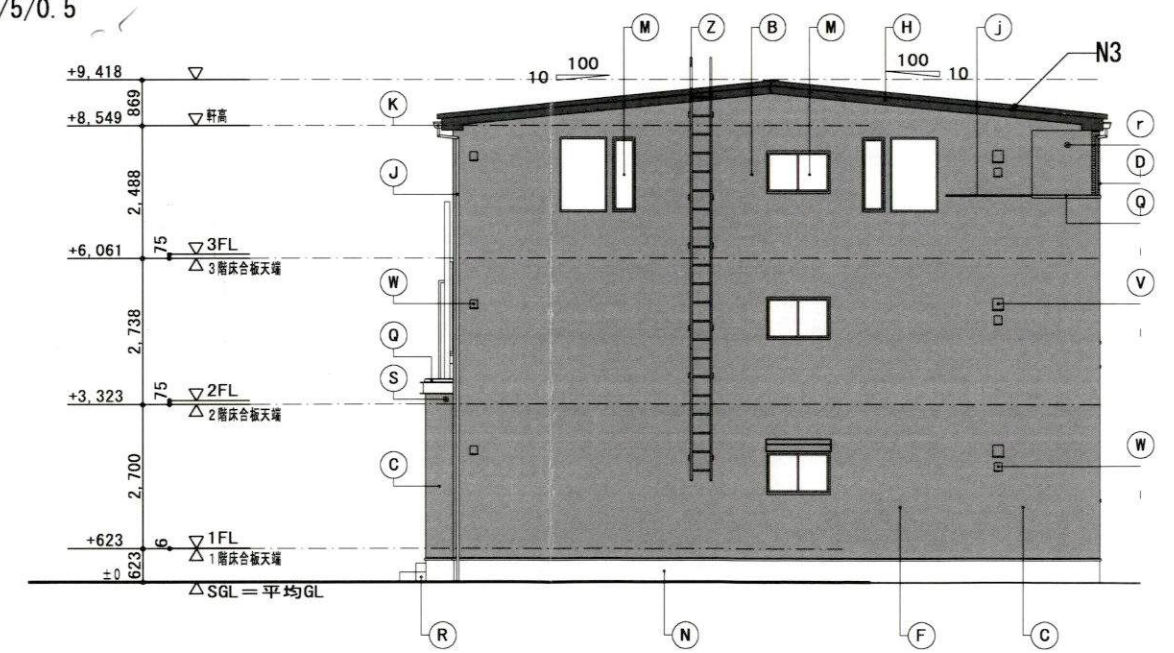 /5/0.5
M
Z
B
M
H
j
N3
+9,418
10
100
100
10
869
+8,549
軒高
K
r
D
J
Q
2,488
+6,061
75
3FL
3階床合板天端
W
V
2,738
Q
S
+3,323
75
2FL
2階床合板天端
C
W
2,700
+623
6
1FL
1階床合板天端
±0
623
SGL=平均GL
R
N
F
C